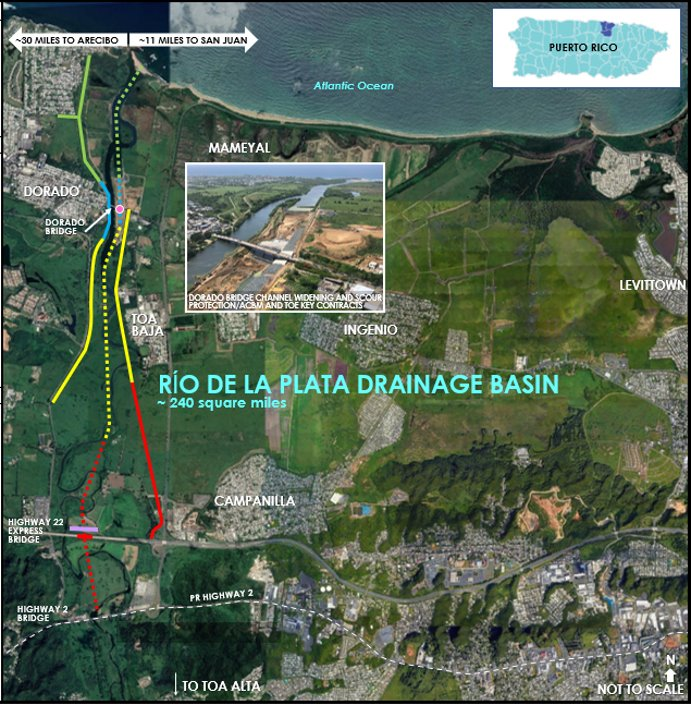 ~30 MILES TO ARECIBO
~11 MILES TO SAN JUAN
PUERTO RICO
Atlantic Ocean
MAMEYAL
DORADO
DORADO
BRIDGE
LEVITTOWN
DORADO BRIDGE CHANNEL WIDENING AND SCOUR
PROTECTION/ACBM AND TOE KEY CONTRACTS
TOA
BAJA
INGENIO
RÍO DE LA PLATA DRAINAGE BASIN
~ 240 square miles
CAMPANILLA
HIGHWAY 22
EXPRESS
BRIDGE
PR HIGHWAY 2
HIGHWAY 2
BRIDGE
TO TOA ALTA
N
NOT TO SCALE